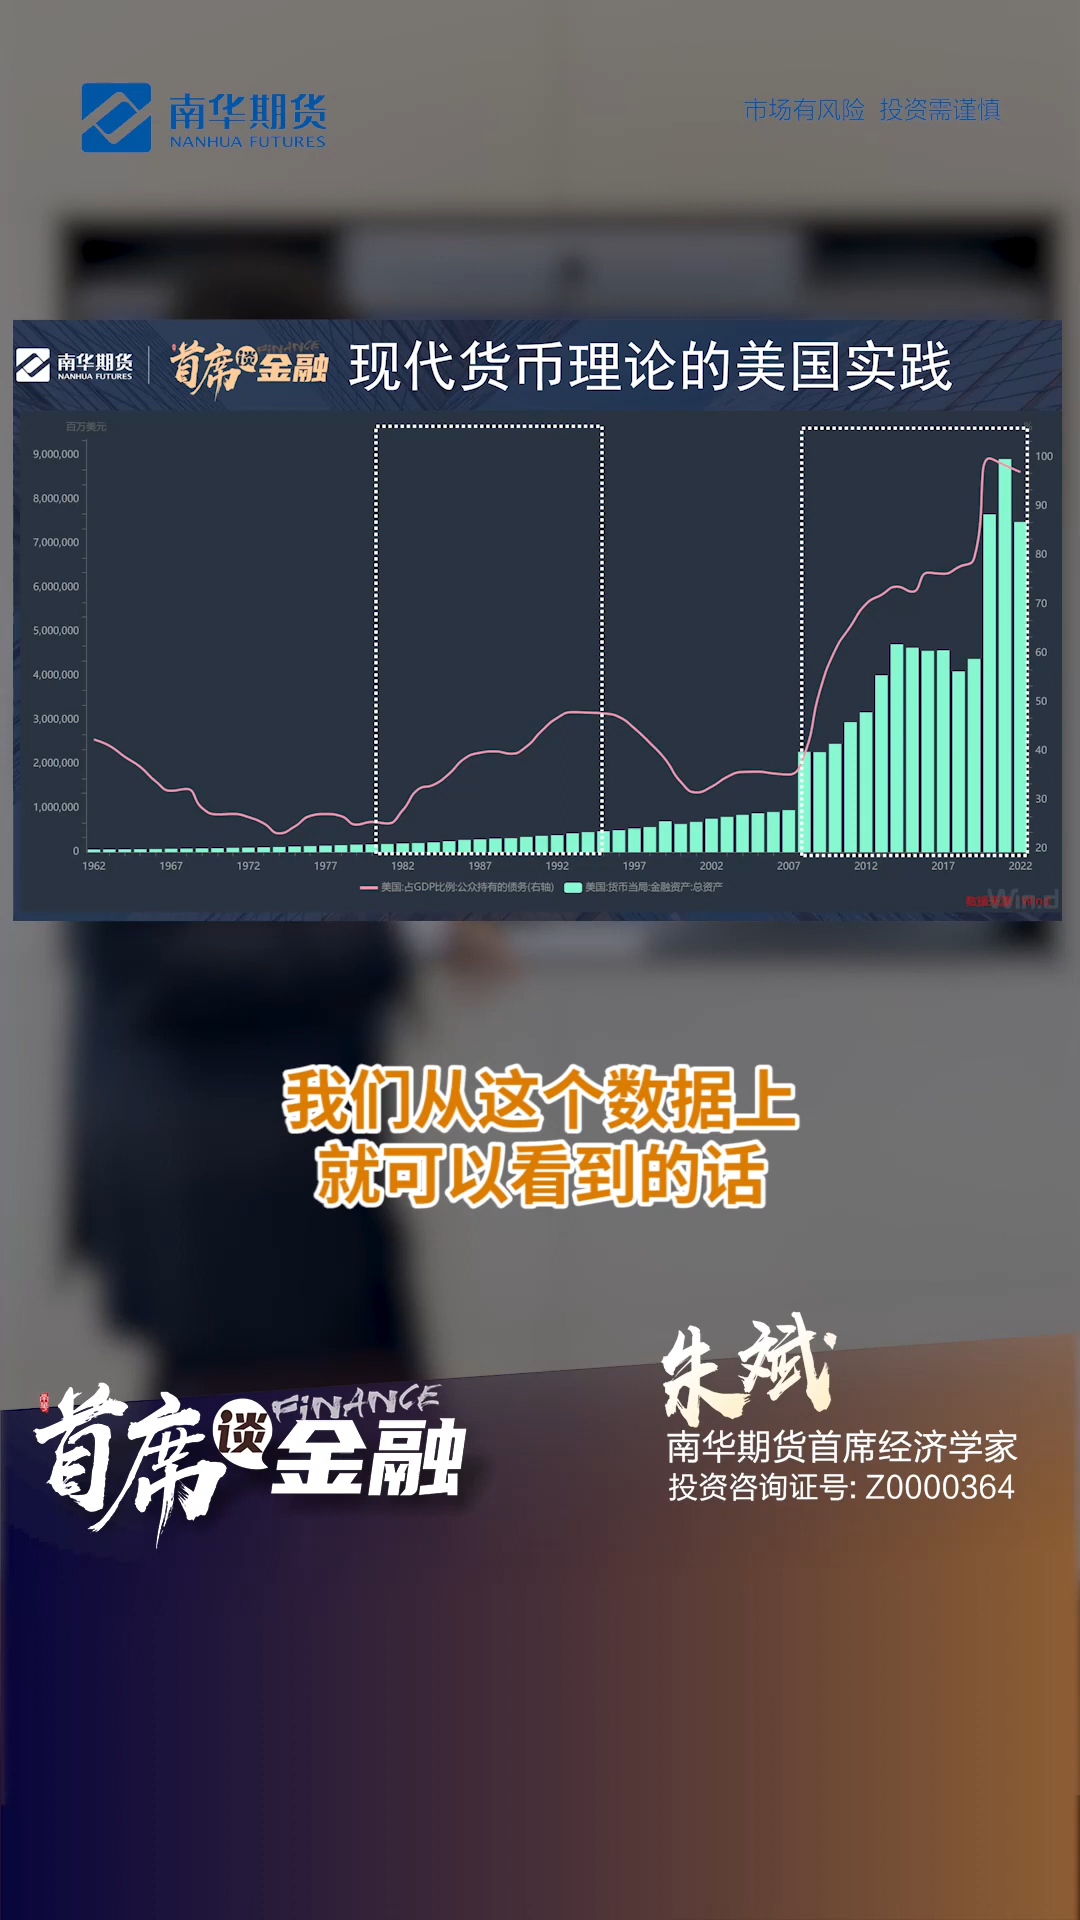 南华期货
NANHUA FUTURES
市场有风险 投资需谨慎
南华期货
NANHUA FUTURES
首席谈金融
FINANCE
现代货币理论的美国实践
百万美元
9,000,000
8,000,000
7,000,000
6,000,000
5,000,000
4,000,000
3,000,000
2,000,000
1,000,000
0
100
90
80
70
60
50
40
30
20
1962 1967 1972 1977 1982 1987 1992 1997 2002 2007 2012 2017 2022
美国:占GDP比例:公众持有的债务(右轴) 美国:货币当局:金融资产:总资产
Wind
我们从这个数据上
就可以看到的话
朱斌
首席谈金融
FINANCE
南华期货首席经济学家
投资咨询证号: Z0000364